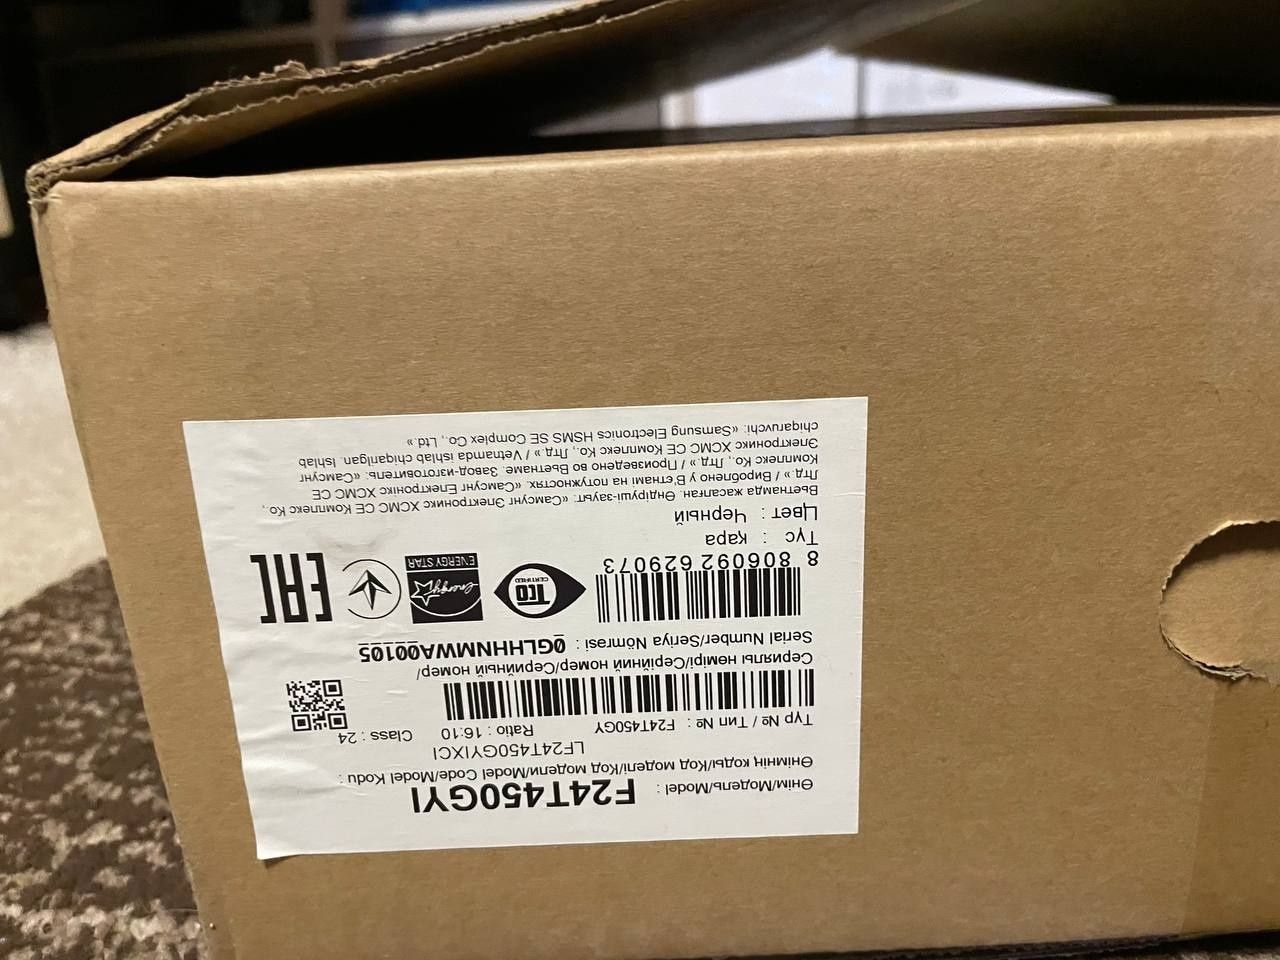 Өнім/Модель/Model : F24T450GYI
Өнімнің коды/Код моделі/Код модели/Model Code/Model Kodu :
LF24T450GYIXCI
Тур № / Тип № : F24T450GY Ratio : 16:10 Class : 24
Сериялы нөмірі/Серійний номер/Серийный номер/
Serial Number/Seriya Nömrəsi : 0GLHHNMWA00105
8 806092 629073
TCO
CERTIFIED
energy
ENERGY STAR
EAC
Түс : қара
Цвет : Черный
Вьетнамда жасалған. Өндіруші-зауыт: «Самсунг Электроникс ХСМС СЕ Комплекс Ко.,
Лтд.» / Вироблено у В'єтнамі на потужностях. "Самсунг Електронікс ХСМС СЕ
Комплекс Ко., Лтд.» / Произведено во Вьетнаме. Завод-изготовитель: «Самсунг
Электроникс ХСМС СЕ Комплекс Ко., Лтд.» / Vetnamda ishlab chiqarilgan. Ishlab
chiqaruvchi: «Samsung Electronics HSMS SE Complex Co., Ltd.»